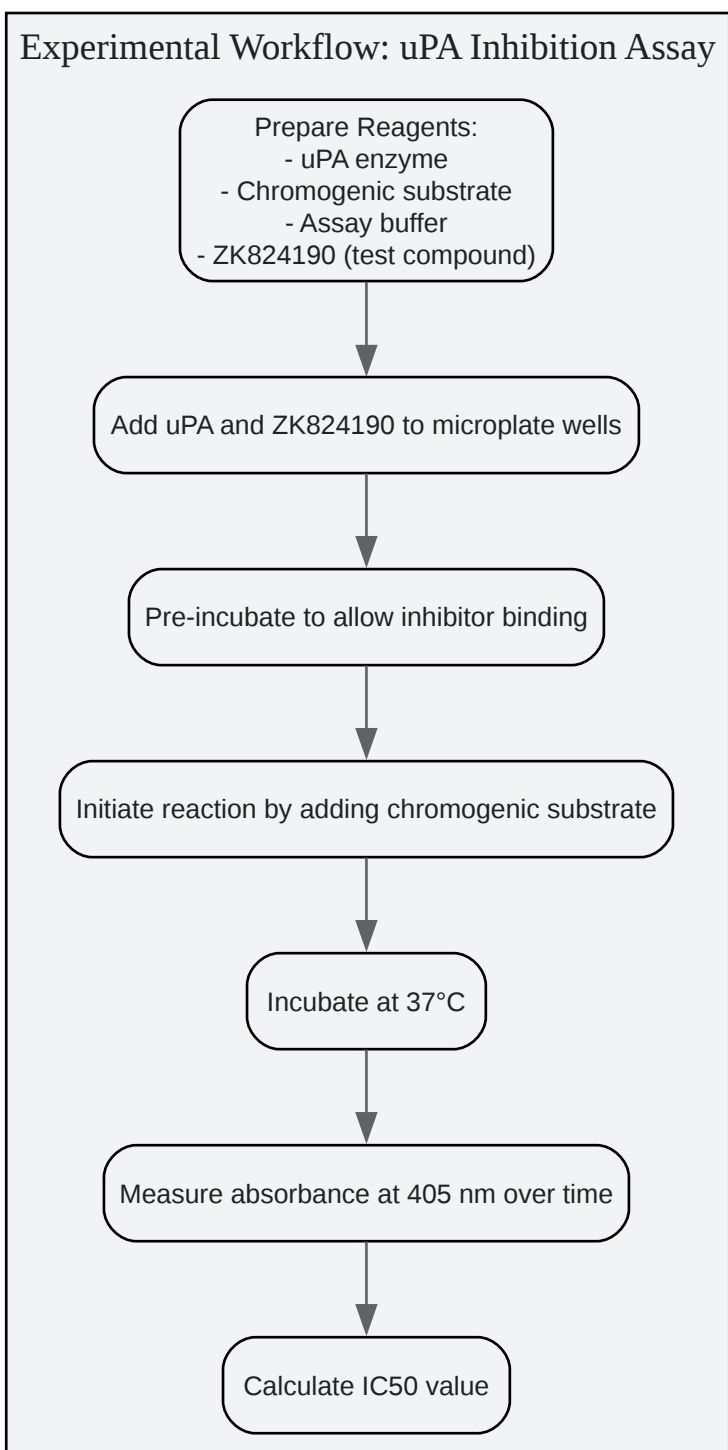 Experimental Workflow: uPA Inhibition Assay
Prepare Reagents:
- uPA enzyme
- Chromogenic substrate
- Assay buffer
- ZK824190 (test compound)
Add uPA and ZK824190 to microplate wells
Pre-incubate to allow inhibitor binding
Initiate reaction by adding chromogenic substrate
Incubate at 37°C
Measure absorbance at 405 nm over time
Calculate IC50 value